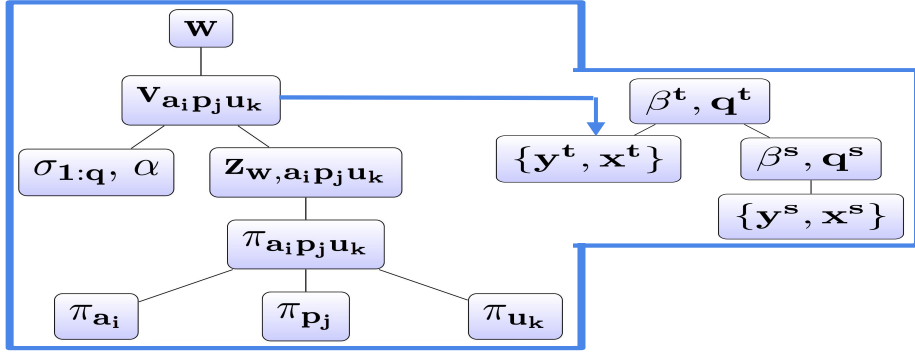 w
v_{a_i p_j u_k}
β^t, q^t
σ_{1:q}, α
z_{w,a_i p_j u_k}
{y^t, x^t}
β^s, q^s
{y^s, x^s}
π_{a_i p_j u_k}
π_{a_i}
π_{p_j}
π_{u_k}